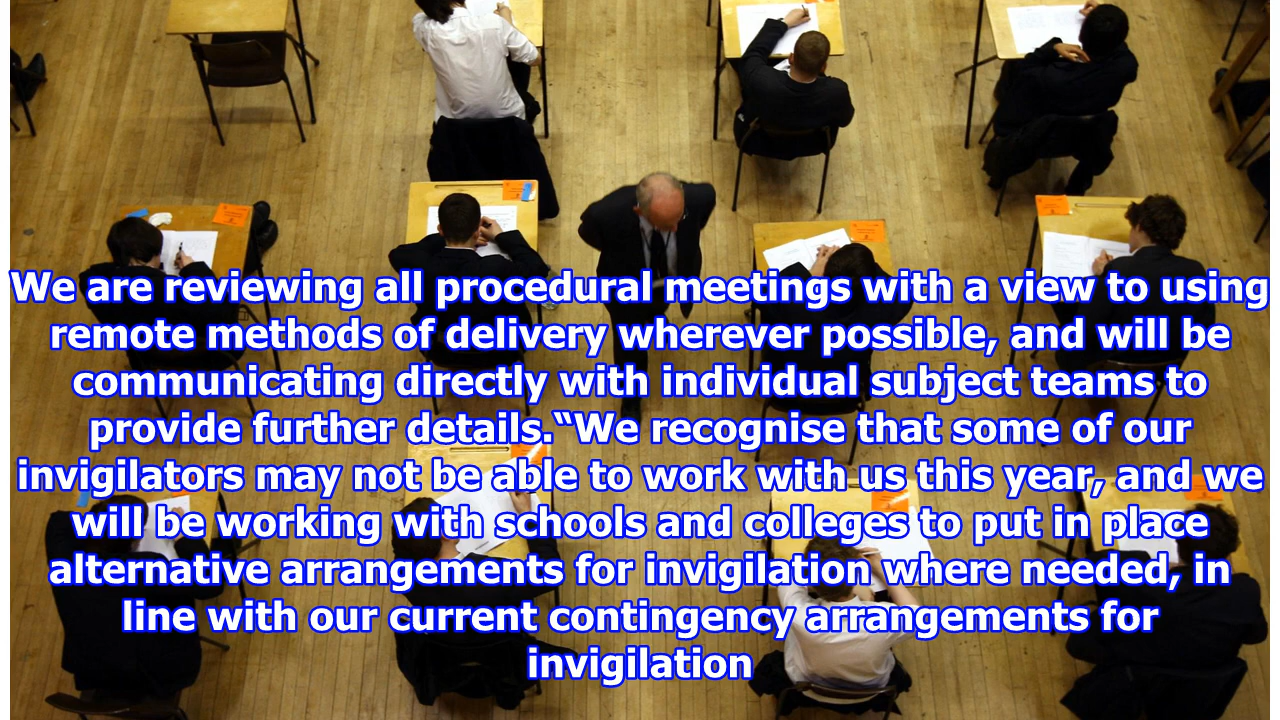 We are reviewing all procedural meetings with a view to using
remote methods of delivery wherever possible, and will be
communicating directly with individual subject teams to
provide further details.“We recognise that some of our
invigilators may not be able to work with us this year, and we
will be working with schools and colleges to put in place
alternative arrangements for invigilation where needed, in
line with our current contingency arrangements for
invigilation